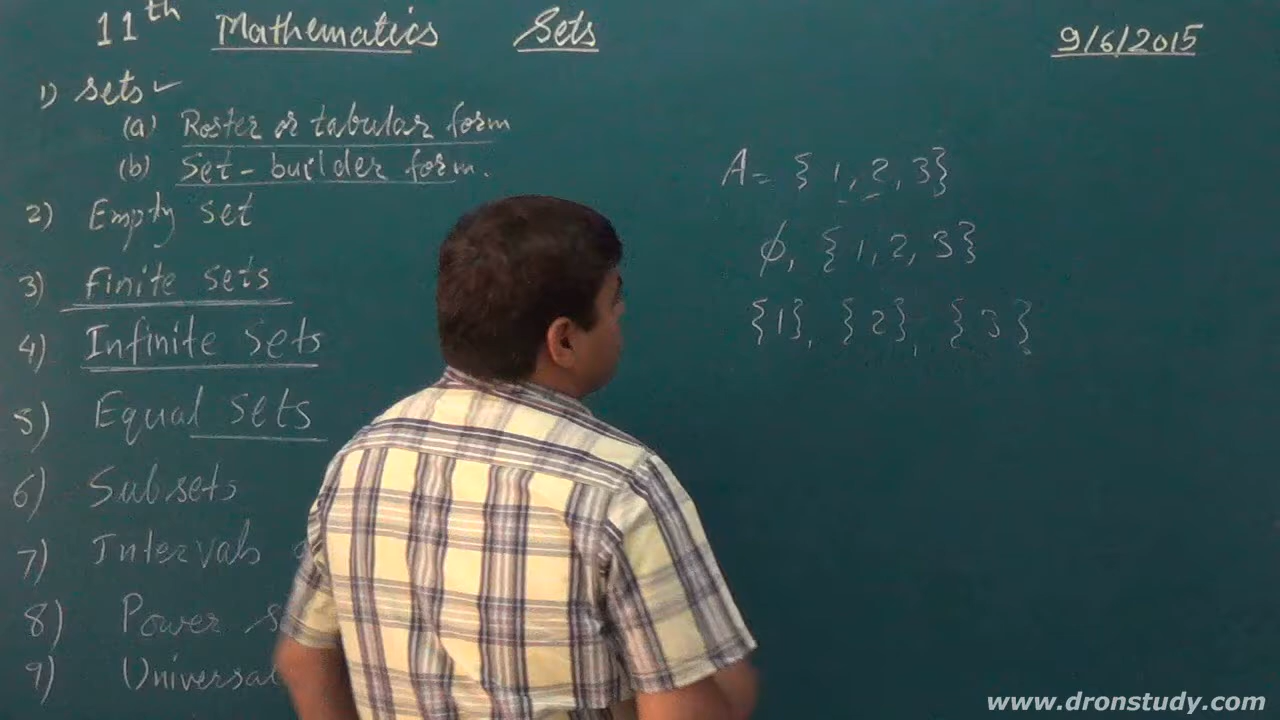 11th Mathematics Sets 9/6/2015
1) Sets ✓
(a) Roster or tabular form
(b) Set-builder form.
2) Empty set
3) Finite sets
4) Infinite sets
5) Equal sets
6) Subsets
7) Intervals
8) Power
9) Universal
A = {1, 2, 3}
ϕ, {1, 2, 3}
{1}, {2}, {3}
www.dronstudy.com